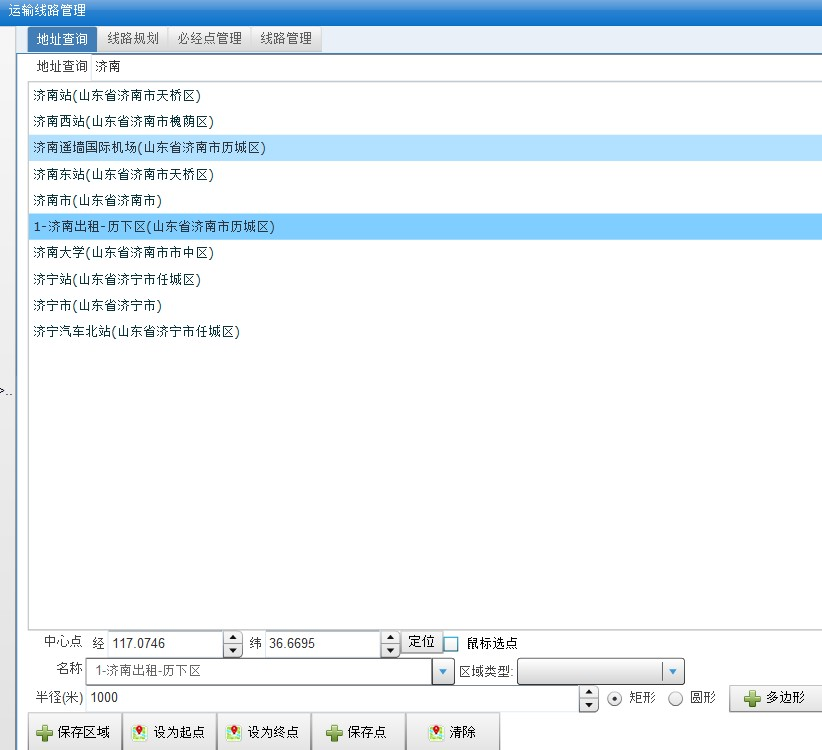 运输线路管理
地址查询 线路规划 必经点管理 线路管理
地址查询 济南
济南站(山东省济南市天桥区)
济南西站(山东省济南市槐荫区)
济南遥墙国际机场(山东省济南市历城区)
济南东站(山东省济南市天桥区)
济南市(山东省济南市)
1-济南出租-历下区(山东省济南市历城区)
济南大学(山东省济南市市中区)
济宁站(山东省济宁市任城区)
济宁市(山东省济宁市)
济宁汽车北站(山东省济宁市任城区)
>..
中心点 经 117.0746 纬 36.6695 定位 鼠标选点
名称 1-济南出租-历下区 区域类型:
半径(米) 1000 矩形 圆形 多边形
保存区域 设为起点 设为终点 保存点 清除